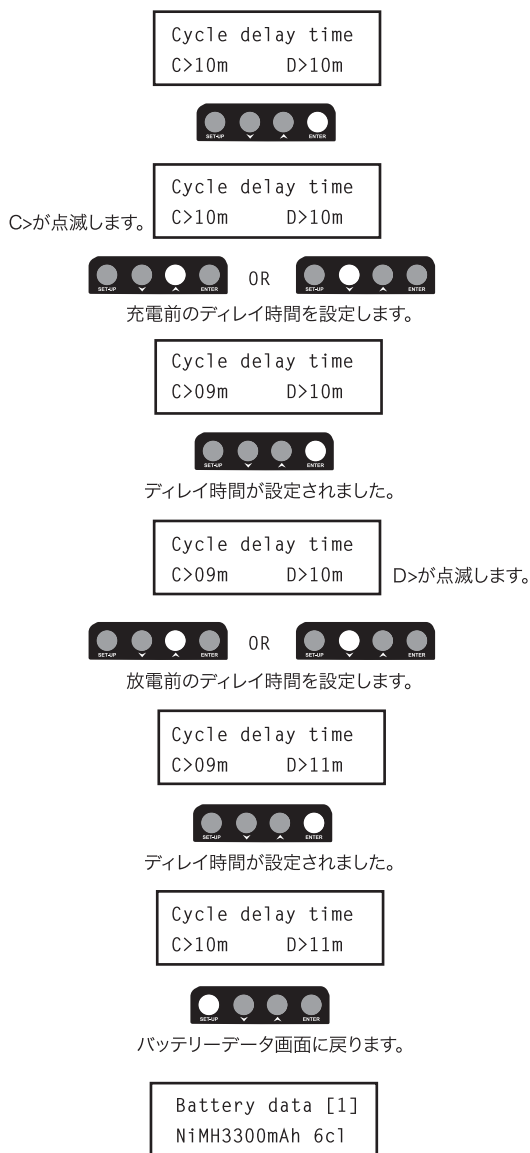 Cycle delay time
C>10m D>10m
SET-UP ENTER
Cycle delay time
C>が点滅します。 C>10m D>10m
SET-UP ENTER OR SET-UP ENTER
充電前のディレイ時間を設定します。
Cycle delay time
C>09m D>10m
SET-UP ENTER
ディレイ時間が設定されました。
Cycle delay time
C>09m D>10m D>が点滅します。
SET-UP ENTER OR SET-UP ENTER
放電前のディレイ時間を設定します。
Cycle delay time
C>09m D>11m
SET-UP ENTER
ディレイ時間が設定されました。
Cycle delay time
C>10m D>11m
SET-UP ENTER
バッテリーデータ画面に戻ります。
Battery data [1]
NiMH3300mAh 6cl